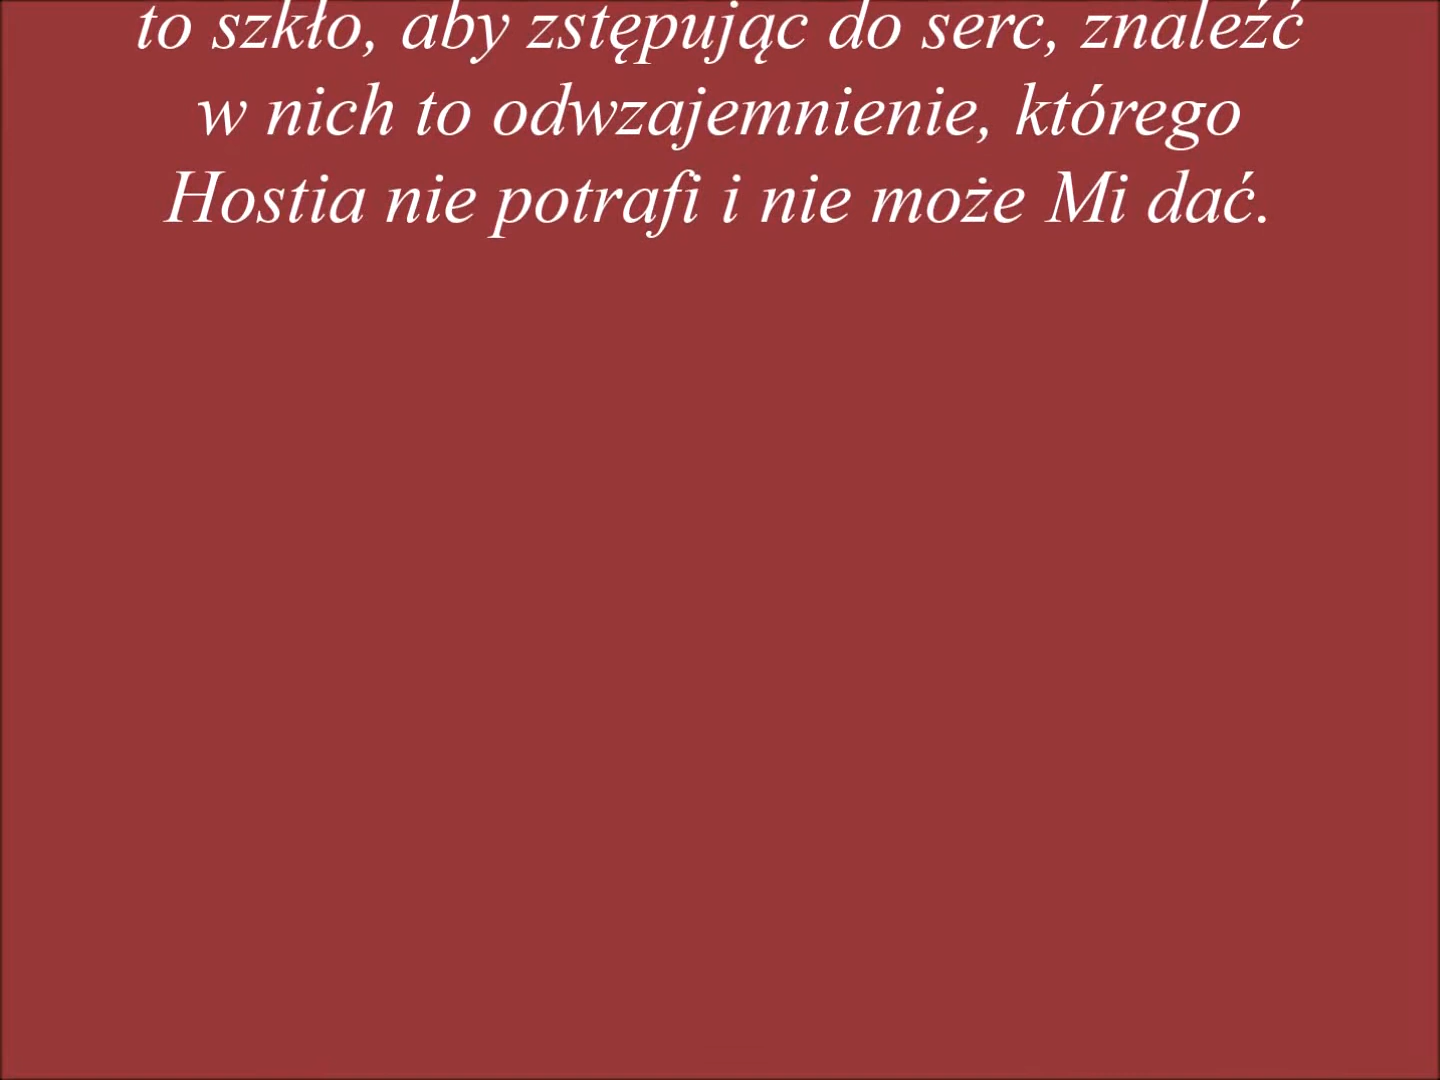 to szkło, aby zstępując do serc, znaleźć
w nich to odwzajemnienie, którego
Hostia nie potrafi i nie może Mi dać.